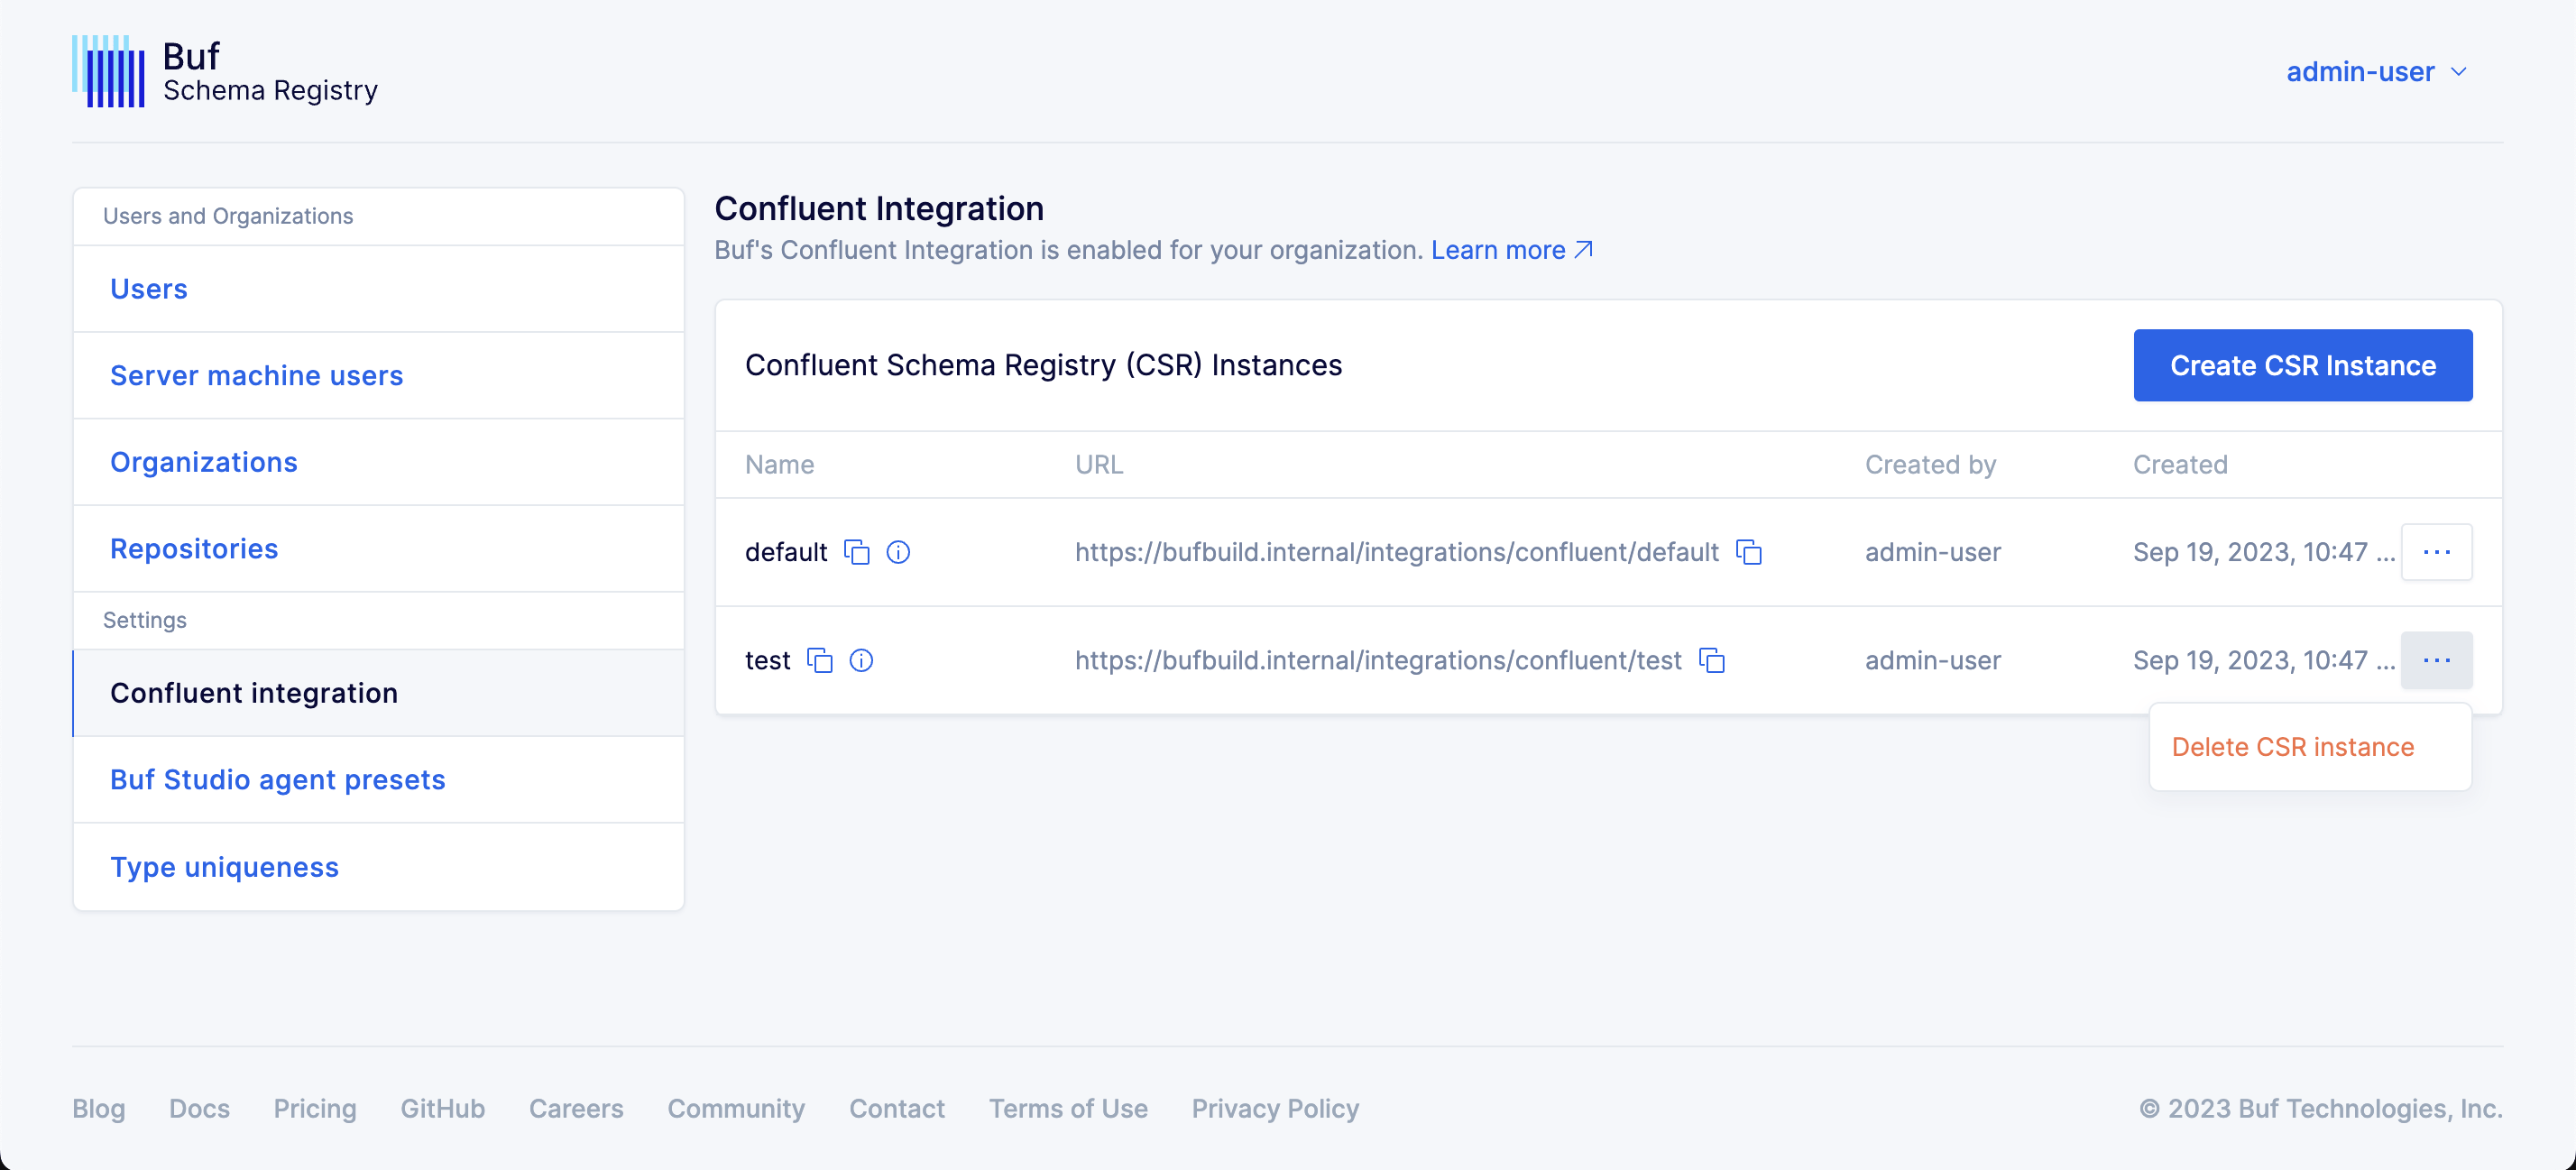 Buf
Schema Registry
admin-user
Users and Organizations
Users
Server machine users
Organizations
Repositories
Settings
Confluent integration
Buf Studio agent presets
Type uniqueness
Confluent Integration
Buf's Confluent Integration is enabled for your organization. Learn more
Confluent Schema Registry (CSR) Instances
Create CSR Instance
Name URL Created by Created
default https://bufbuild.internal/integrations/confluent/default admin-user Sep 19, 2023, 10:47 ...
test https://bufbuild.internal/integrations/confluent/test admin-user Sep 19, 2023, 10:47 ...
Delete CSR instance
Blog Docs Pricing GitHub Careers Community Contact Terms of Use Privacy Policy © 2023 Buf Technologies, Inc.